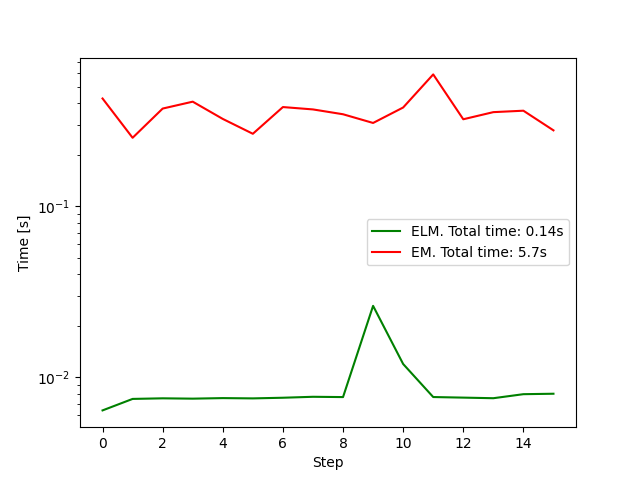 Time [s]
10⁻¹
10⁻²
ELM. Total time: 0.14s
EM. Total time: 5.7s
0 2 4 6 8 10 12 14
Step